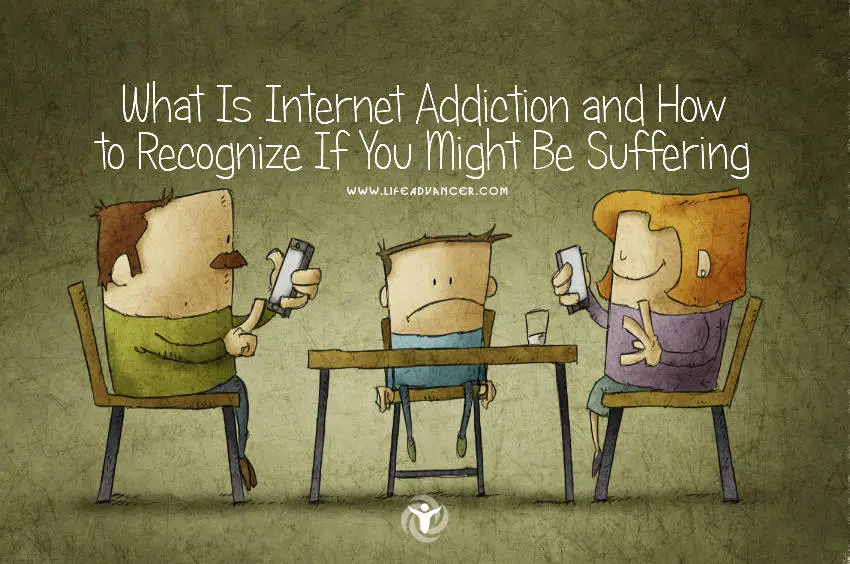 What Is Internet Addiction and How
to Recognize If You Might Be Suffering
WWW.LIFEADVANCER.COM